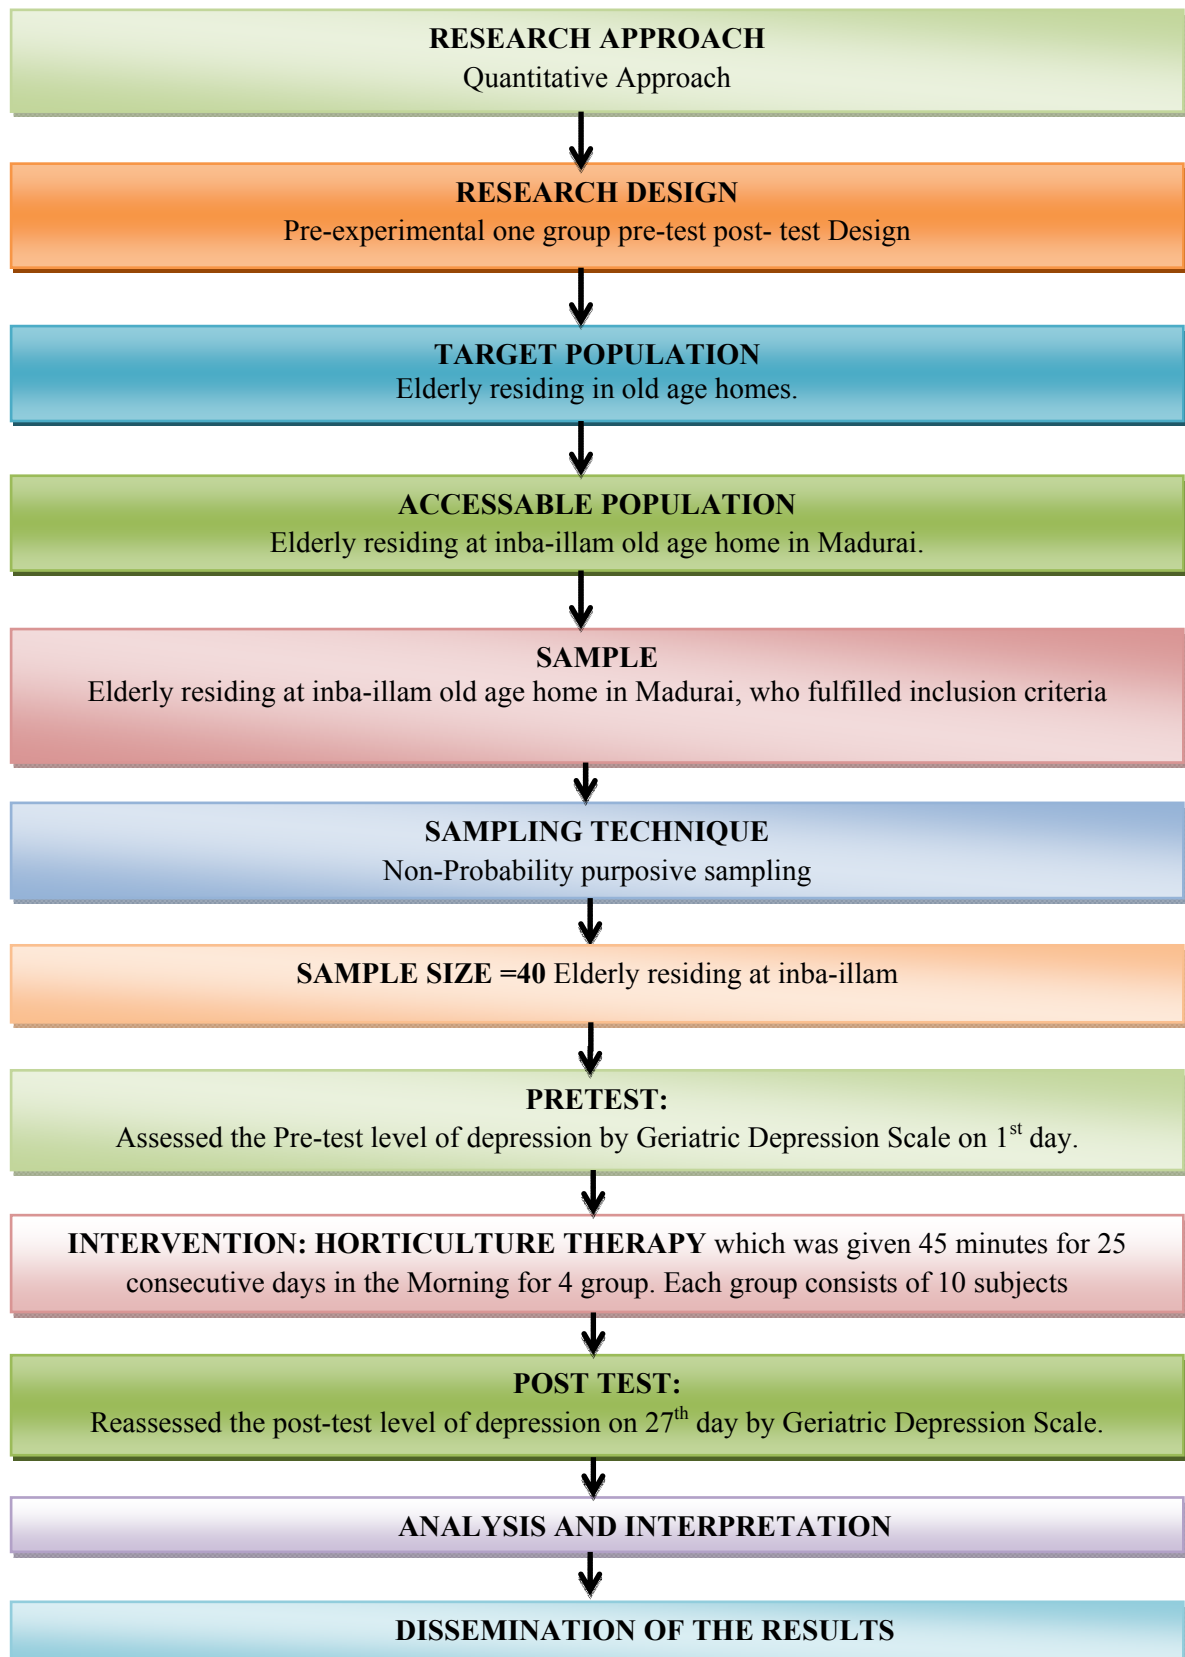 RESEARCH APPROACH
Quantitative Approach
RESEARCH DESIGN
Pre-experimental one group pre-test post- test Design
TARGET POPULATION
Elderly residing in old age homes.
ACCESSABLE POPULATION
Elderly residing at inba-illam old age home in Madurai.
SAMPLE
Elderly residing at inba-illam old age home in Madurai, who fulfilled inclusion criteria
SAMPLING TECHNIQUE
Non-Probability purposive sampling
SAMPLE SIZE =40 Elderly residing at inba-illam
PRETEST:
Assessed the Pre-test level of depression by Geriatric Depression Scale on 1st day.
INTERVENTION: HORTICULTURE THERAPY which was given 45 minutes for 25
consecutive days in the Morning for 4 group. Each group consists of 10 subjects
POST TEST:
Reassessed the post-test level of depression on 27th day by Geriatric Depression Scale.
ANALYSIS AND INTERPRETATION
DISSEMINATION OF THE RESULTS